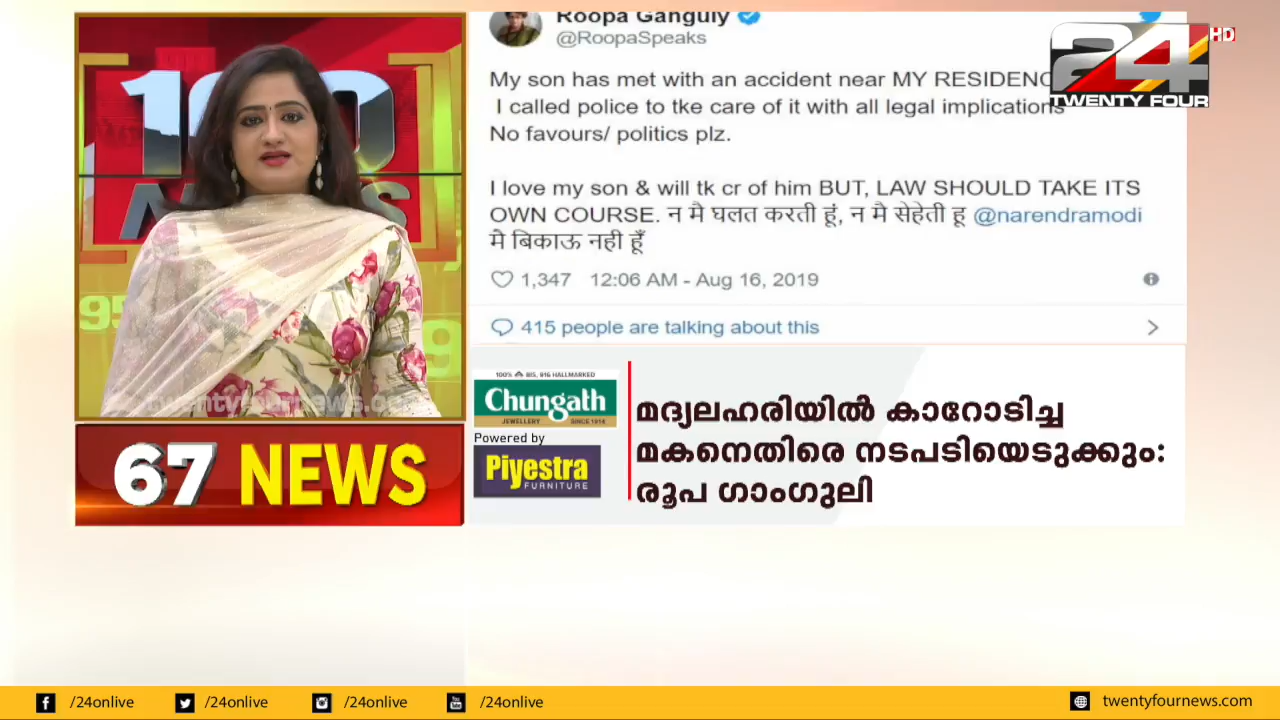 Roopa Ganguly
@RoopaSpeaks
My son has met with an accident near MY RESIDENC
I called police to tke care of it with all legal implications
No favours/ politics plz.
I love my son & will tk cr of him BUT, LAW SHOULD TAKE ITS
OWN COURSE. न मै घलत करती हूं, न मै सेहेती हू @narendramodi
मै बिकाऊ नही हूँ
1,347 12:06 AM - Aug 16, 2019
415 people are talking about this
24
HD
TWENTY FOUR
100
twentyfournews.co
67 NEWS
100% BIS, 916 HALLMARKED
Chungath
JEWELLERY SINCE 1916
Powered by
Piyestra
FURNITURE
മദ്യലഹരിയിൽ കാറോടിച്ച
മകനെതിരെ നടപടിയെടുക്കും:
രൂപ ഗാംഗുലി
/24onlive /24onlive /24onlive /24onlive twentyfournews.com